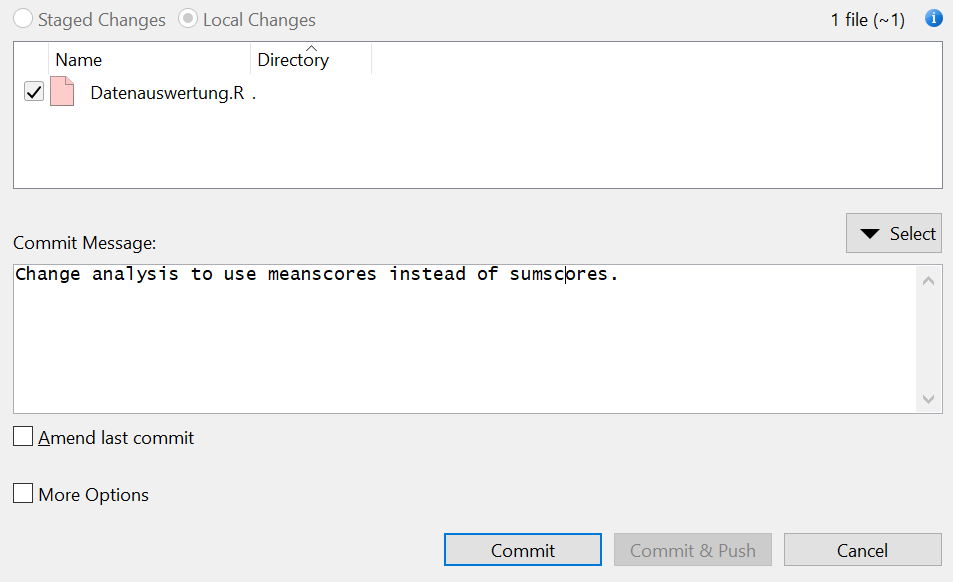 Staged Changes Local Changes 1 file (~1) i
Name Directory
Datenauswertung.R .
Select
Commit Message:
Change analysis to use meanscores instead of sumscores.
Amend last commit
More Options
Commit Commit & Push Cancel